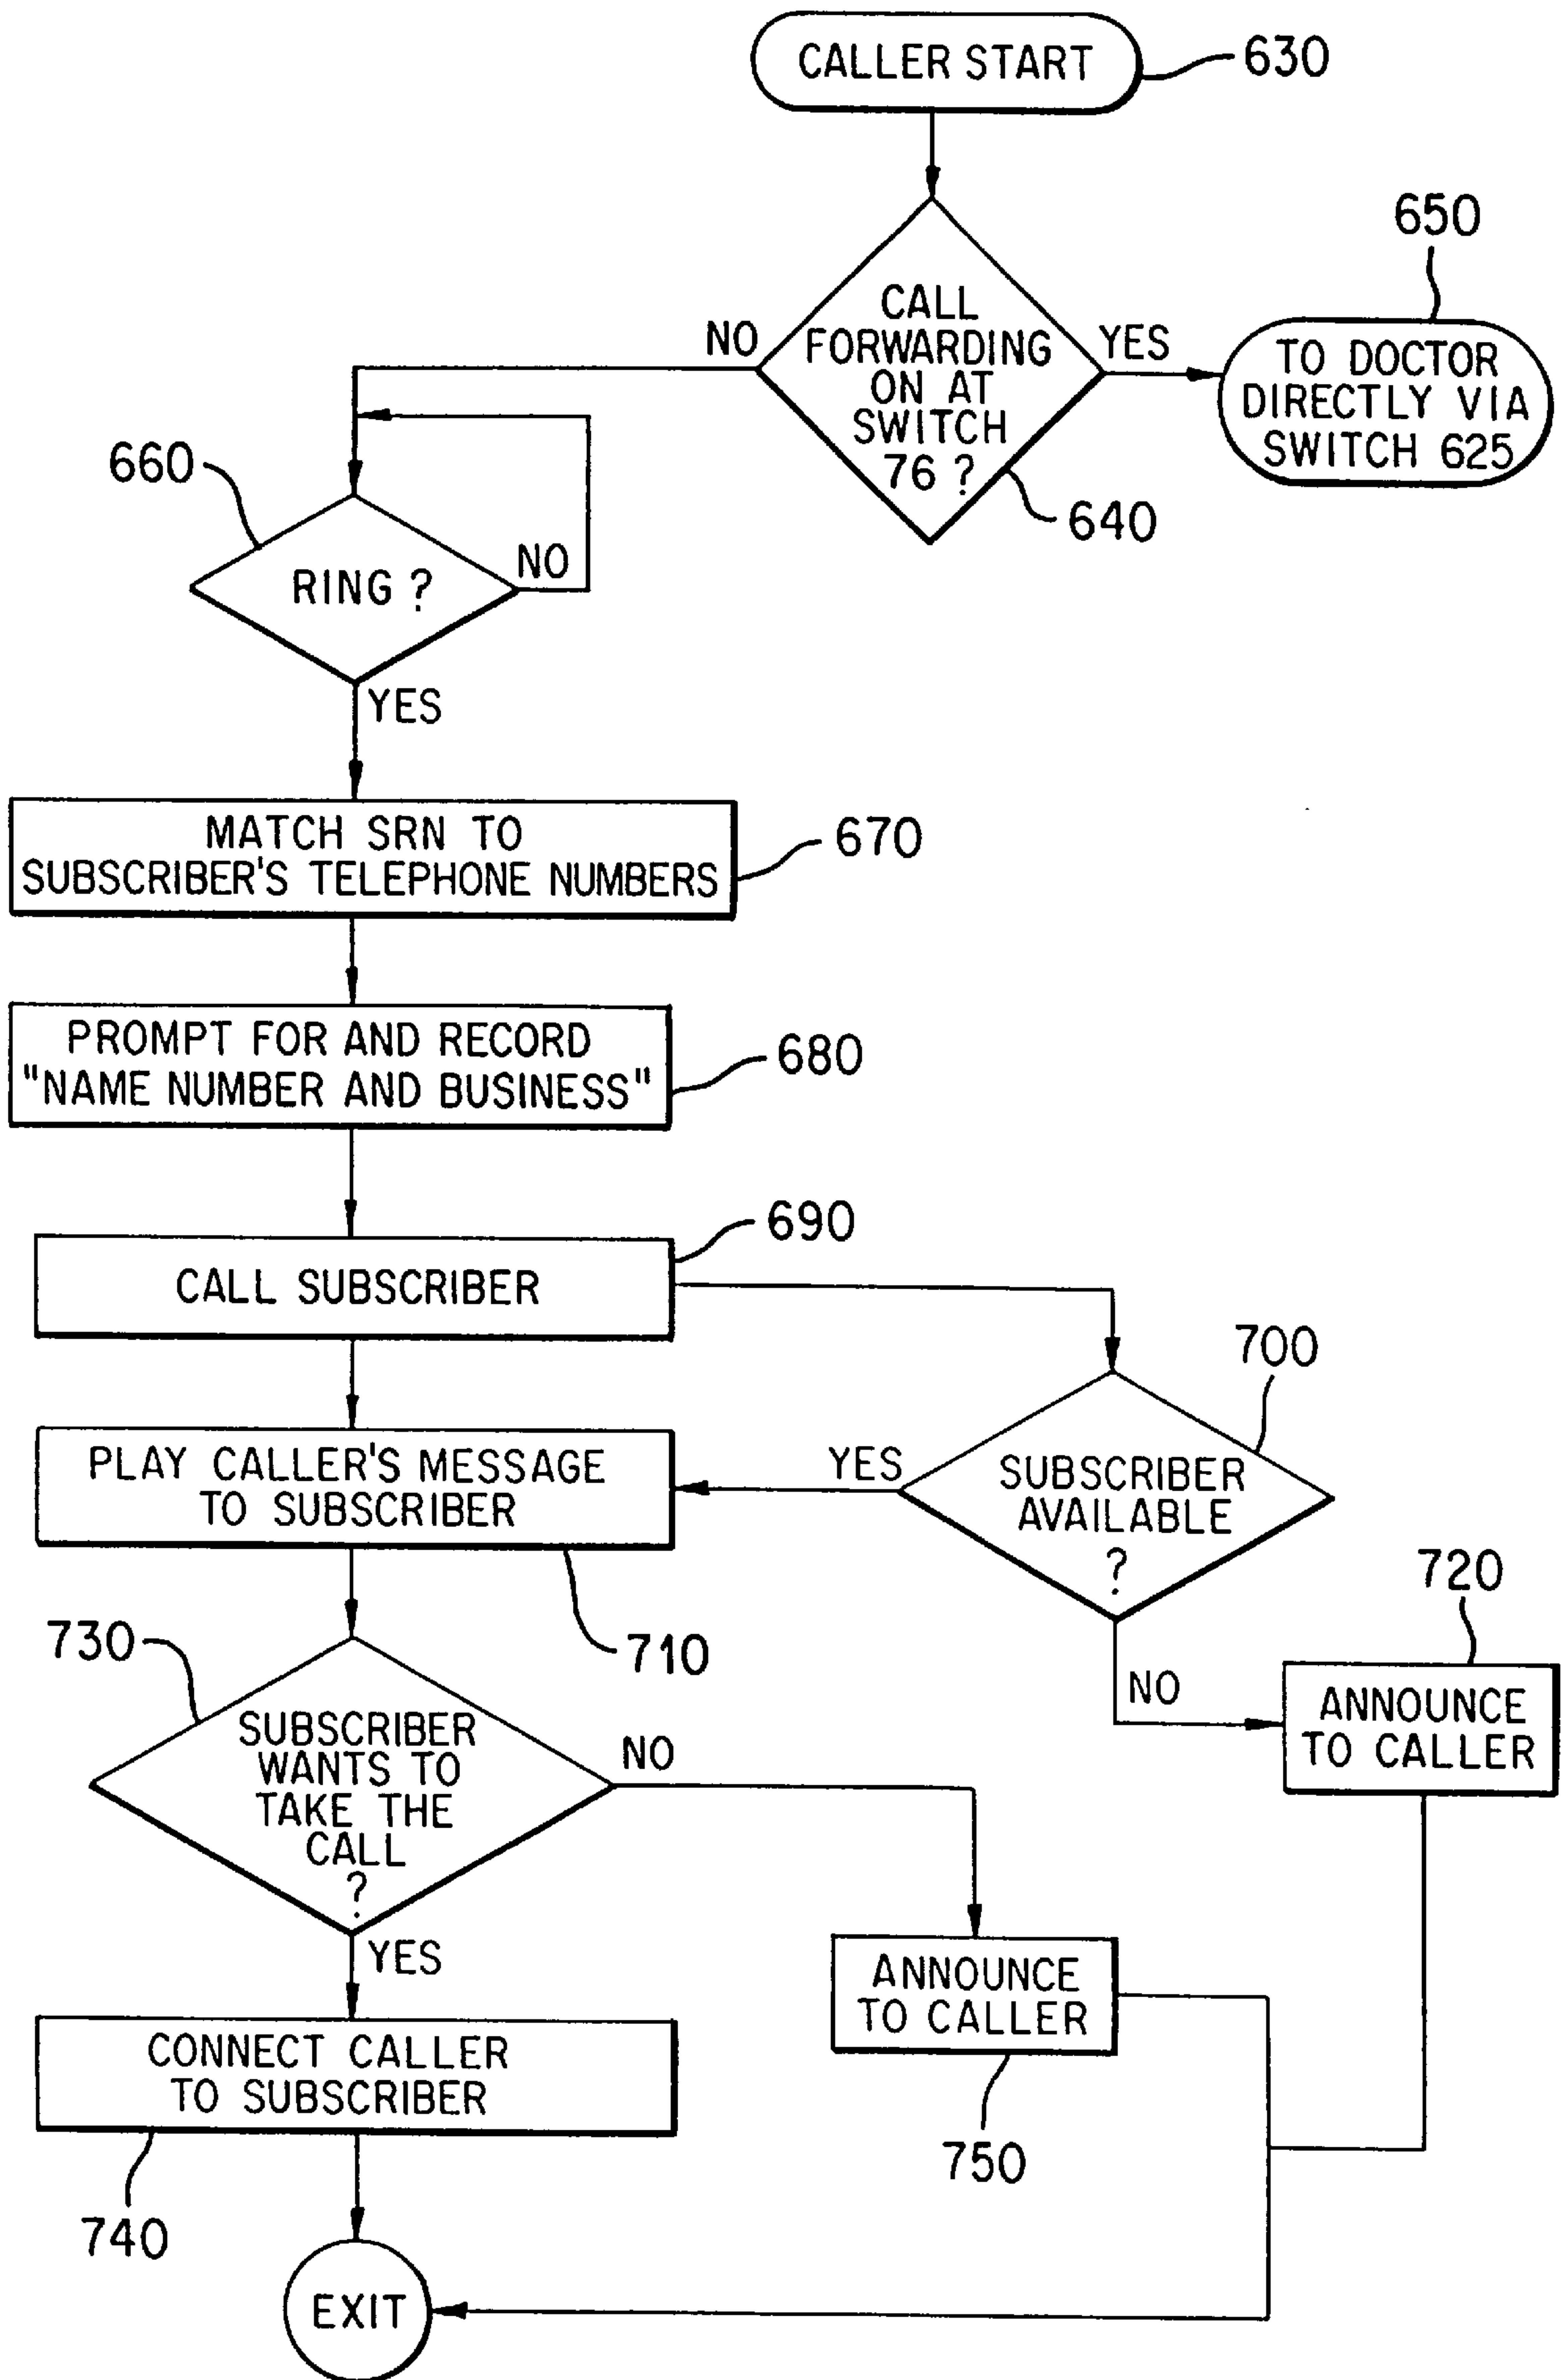 CALLER START
630
650
CALL
FORWARDING
ON AT
SWITCH
76 ?
NO
YES
TO DOCTOR
DIRECTLY VIA
SWITCH 625
640
660
RING ?
NO
YES
MATCH SRN TO
SUBSCRIBER'S TELEPHONE NUMBERS
670
PROMPT FOR AND RECORD
"NAME NUMBER AND BUSINESS"
680
690
CALL SUBSCRIBER
700
PLAY CALLER'S MESSAGE
TO SUBSCRIBER
YES
SUBSCRIBER
AVAILABLE
?
710
720
NO
ANNOUNCE
TO CALLER
730
SUBSCRIBER
WANTS TO
TAKE THE
CALL
?
NO
YES
ANNOUNCE
TO CALLER
750
CONNECT CALLER
TO SUBSCRIBER
740
EXIT